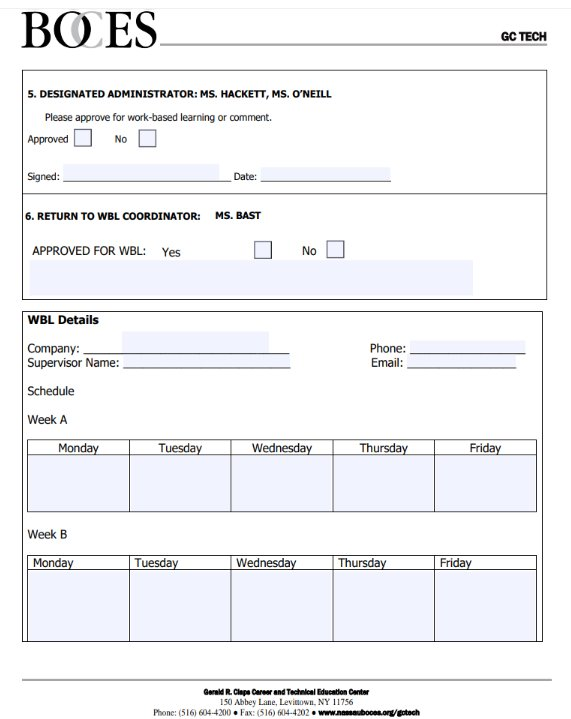 BOCES
GC TECH
5. DESIGNATED ADMINISTRATOR: MS. HACKETT, MS. O'NEILL
Please approve for work-based learning or comment.
Approved No
Signed: Date:
6. RETURN TO WBL COORDINATOR: MS. BAST
APPROVED FOR WBL: Yes No
WBL Details
Company: Phone:
Supervisor Name: Email:
Schedule
Week A
Monday Tuesday Wednesday Thursday Friday
Week B
Monday Tuesday Wednesday Thursday Friday
Gerald R. Claps Career and Technical Education Center
150 Abbey Lane, Levittown, NY 11756
Phone: (516) 604-4200 ● Fax: (516) 604-4202 ● www.nassauboces.org/gctech